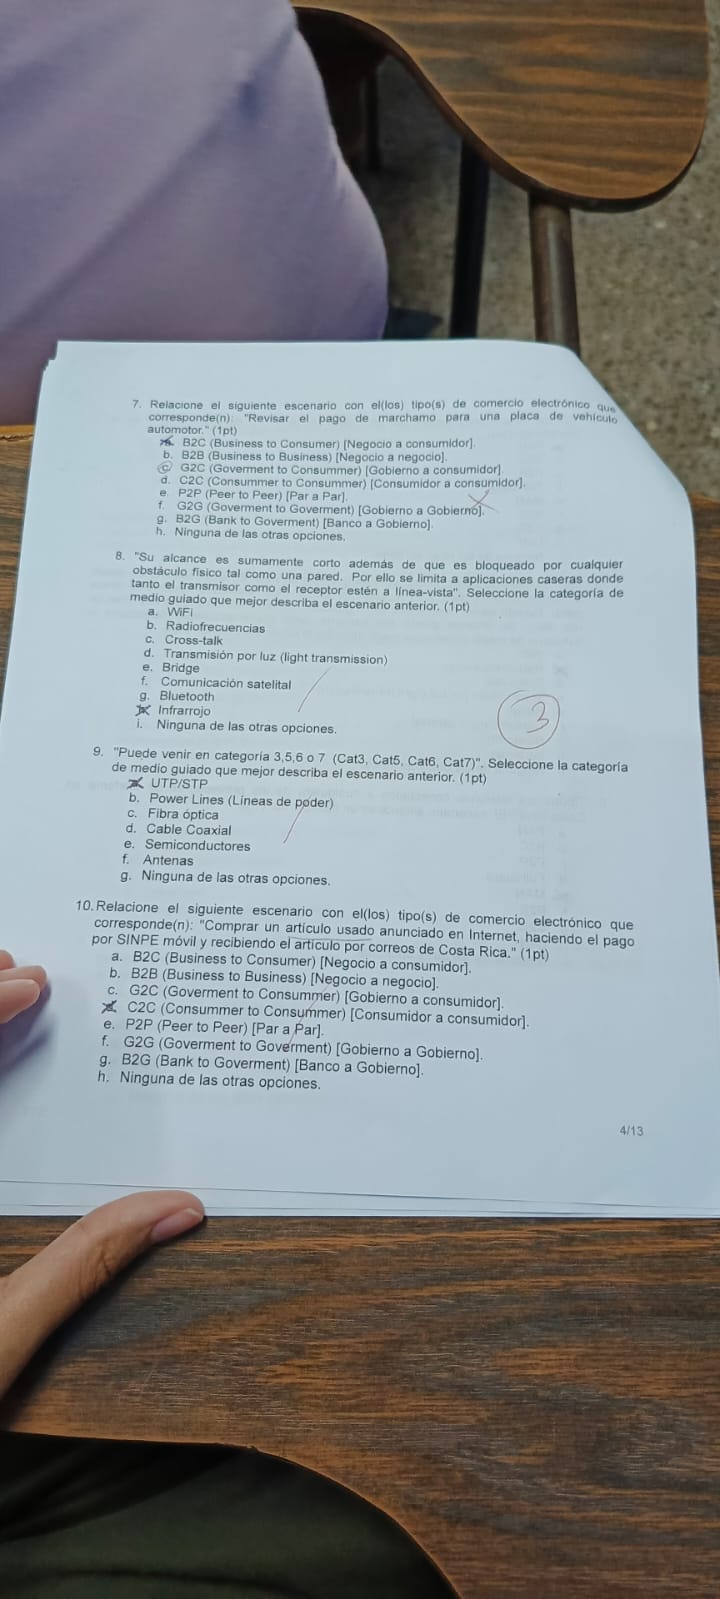 7. Relacione el siguiente escenario con el(los) tipo(s) de comercio electrónico que
corresponde(n): "Revisar el pago de marchamo para una placa de vehículo
automotor." (1pt)
a. B2C (Business to Consumer) [Negocio a consumidor].
b. B2B (Business to Business) [Negocio a negocio].
c. G2C (Goverment to Consummer) [Gobierno a consumidor].
d. C2C (Consummer to Consummer) [Consumidor a consumidor].
e. P2P (Peer to Peer) [Par a Par].
f. G2G (Goverment to Goverment) [Gobierno a Gobierno].
g. B2G (Bank to Goverment) [Banco a Gobierno].
h. Ninguna de las otras opciones.
8. "Su alcance es sumamente corto además de que es bloqueado por cualquier
obstáculo físico tal como una pared. Por ello se limita a aplicaciones caseras donde
tanto el transmisor como el receptor estén a línea-vista". Seleccione la categoría de
medio guiado que mejor describa el escenario anterior. (1pt)
a. WiFi
b. Radiofrecuencias
c. Cross-talk
d. Transmisión por luz (light transmission)
e. Bridge
f. Comunicación satelital
g. Bluetooth
h. Infrarrojo
i. Ninguna de las otras opciones.
3
9. "Puede venir en categoría 3,5,6 o 7 (Cat3, Cat5, Cat6, Cat7)". Seleccione la categoría
de medio guiado que mejor describa el escenario anterior. (1pt)
a. UTP/STP
b. Power Lines (Líneas de poder)
c. Fibra óptica
d. Cable Coaxial
e. Semiconductores
f. Antenas
g. Ninguna de las otras opciones.
10. Relacione el siguiente escenario con el(los) tipo(s) de comercio electrónico que
corresponde(n): "Comprar un artículo usado anunciado en Internet, haciendo el pago
por SINPE móvil y recibiendo el artículo por correos de Costa Rica." (1pt)
a. B2C (Business to Consumer) [Negocio a consumidor].
b. B2B (Business to Business) [Negocio a negocio].
c. G2C (Goverment to Consummer) [Gobierno a consumidor].
d. C2C (Consummer to Consummer) [Consumidor a consumidor].
e. P2P (Peer to Peer) [Par a Par].
f. G2G (Goverment to Goverment) [Gobierno a Gobierno].
g. B2G (Bank to Goverment) [Banco a Gobierno].
h. Ninguna de las otras opciones.
4/13